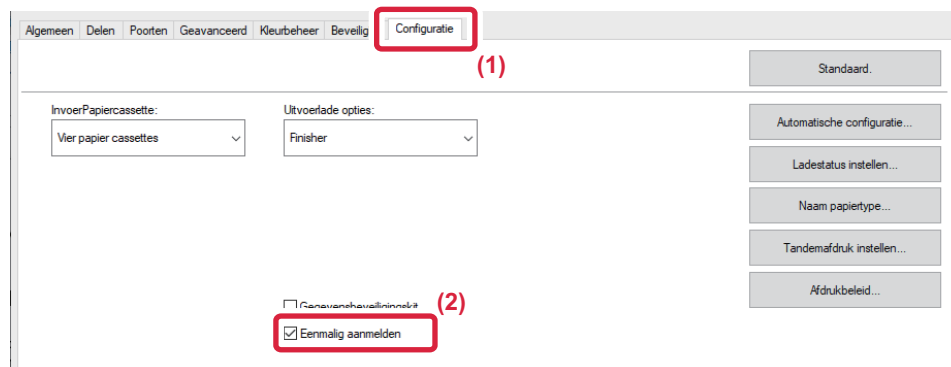 Algemeen Delen Poorten Geavanceerd Kleurbeheer Beveilig Configuratie
(1)
Standaard.
InvoerPapiercassette: Uitvoerlade opties:
Vier papier cassettes Finisher
Automatische configuratie...
Ladestatus instellen...
Naam papiertype...
Tandemafdruk instellen...
Afdrukbeleid...
Gegevensbeveiligingskit
(2)
Eenmalig aanmelden